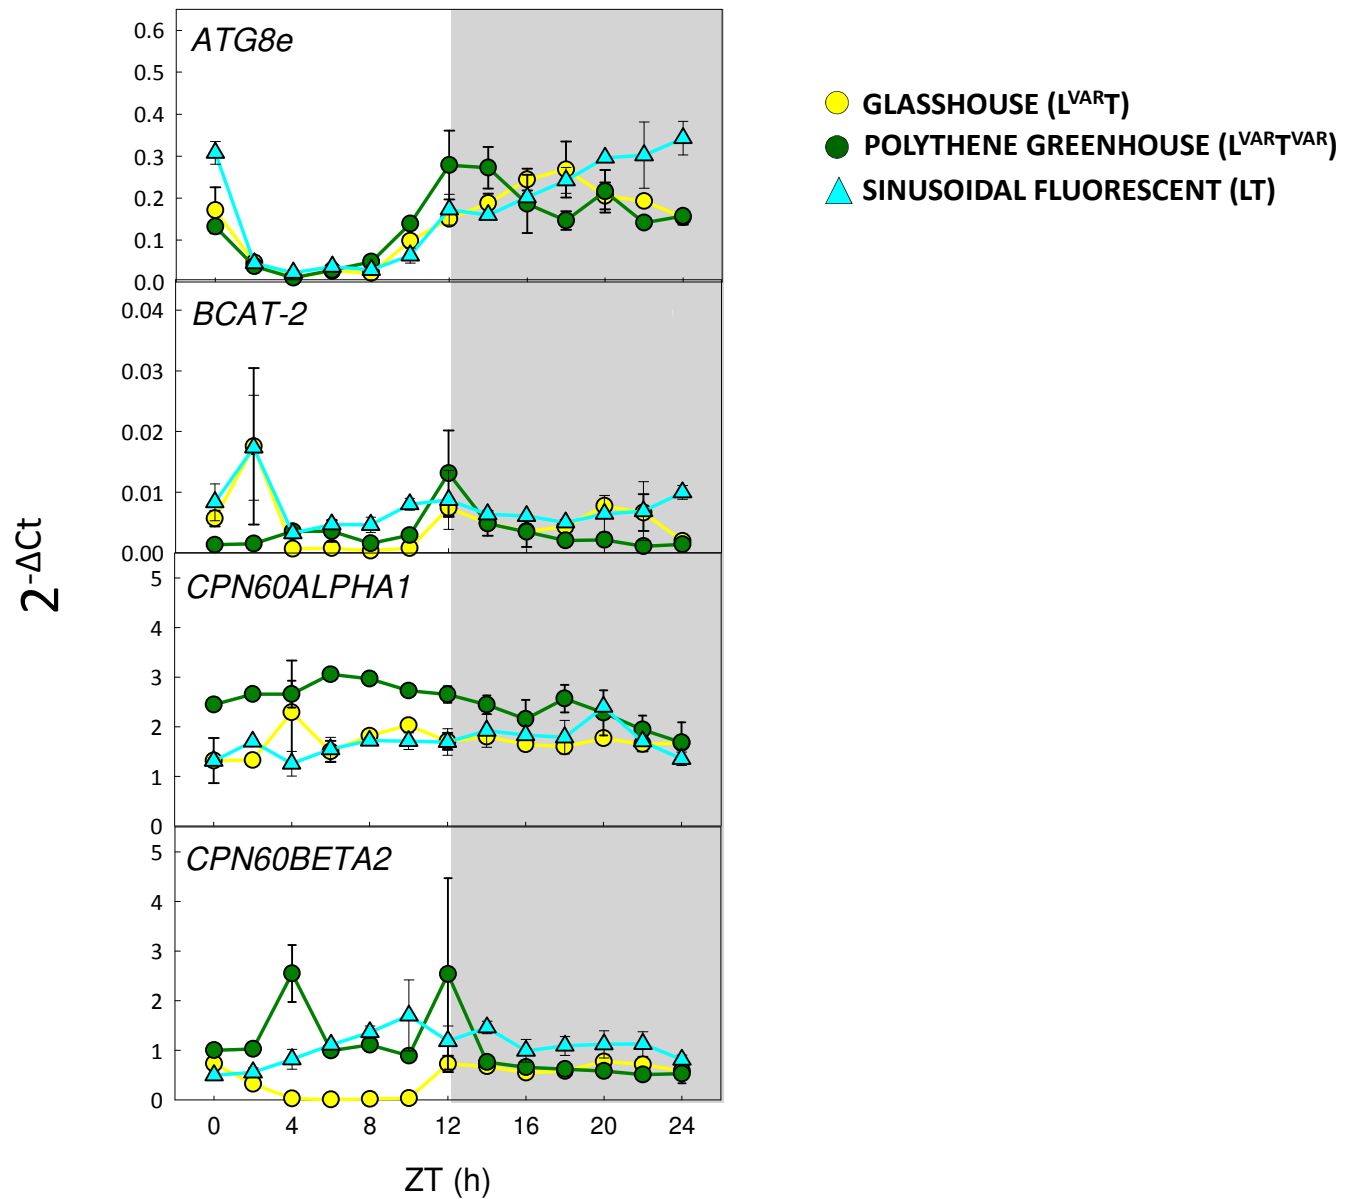 0.6
ATG8e
0.5
0.4
0.3
0.2
0.1
0.0
GLASSHOUSE (L^VAR T)
POLYTHENE GREENHOUSE (L^VAR T^VAR)
SINUSOIDAL FLUORESCENT (LT)
0.04
BCAT-2
0.03
0.02
0.01
0.00
2^-ΔCt
5
CPN60ALPHA1
4
3
2
1
0
5
CPN60BETA2
4
3
2
1
0
0 4 8 12 16 20 24
ZT (h)